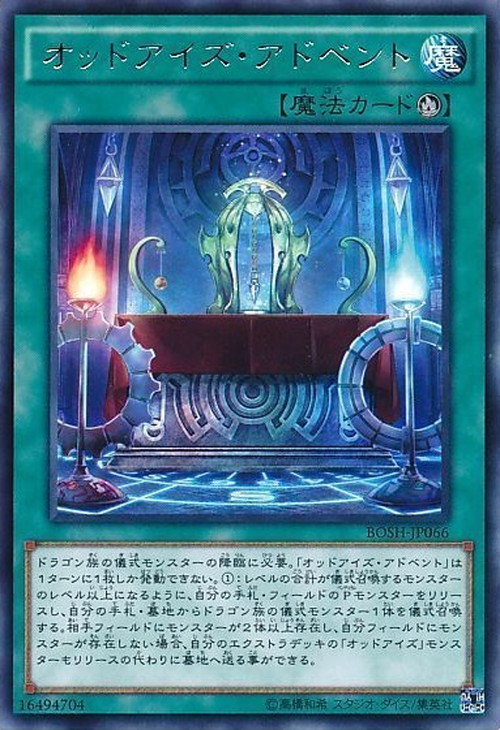 オッドアイズ・アドベント
魔
【魔法カード】
BOSH-JP066
ドラゴン族の儀式モンスターの降臨に必要。「オッドアイズ・アドベント」は
1ターンに1枚しか発動できない。①:レベルの合計が儀式召喚するモンスター
のレベル以上になるように、自分の手札・フィールドのPモンスターをリリー
スし、自分の手札・墓地からドラゴン族の儀式モンスター1体を儀式召喚
する。相手フィールドにモンスターが2体以上存在し、自分フィールドにモン
スターが存在しない場合、自分のエクストラデッキの「オッドアイズ」モンス
ターもリリースの代わりに墓地へ送る事ができる。
16494704
©高橋和希 スタジオ・ダイス/集英社